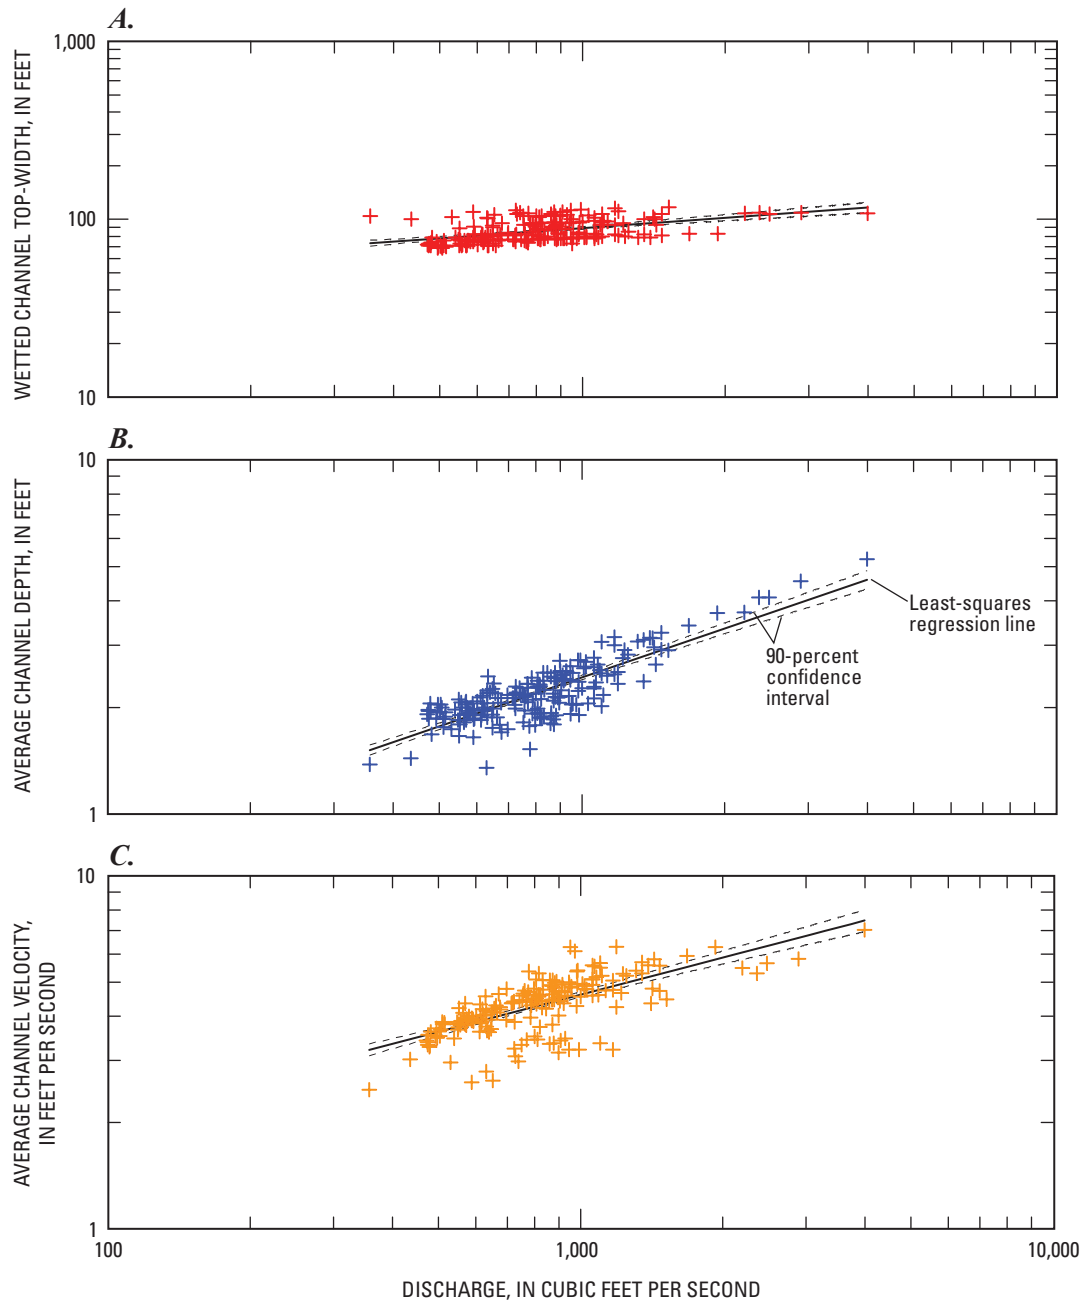 A.
1,000
100
10
WETTED CHANNEL TOP-WIDTH, IN FEET
B.
10
1
AVERAGE CHANNEL DEPTH, IN FEET
Least-squares
regression line
90-percent
confidence
interval
C.
10
1
AVERAGE CHANNEL VELOCITY,
IN FEET PER SECOND
100
1,000
10,000
DISCHARGE, IN CUBIC FEET PER SECOND